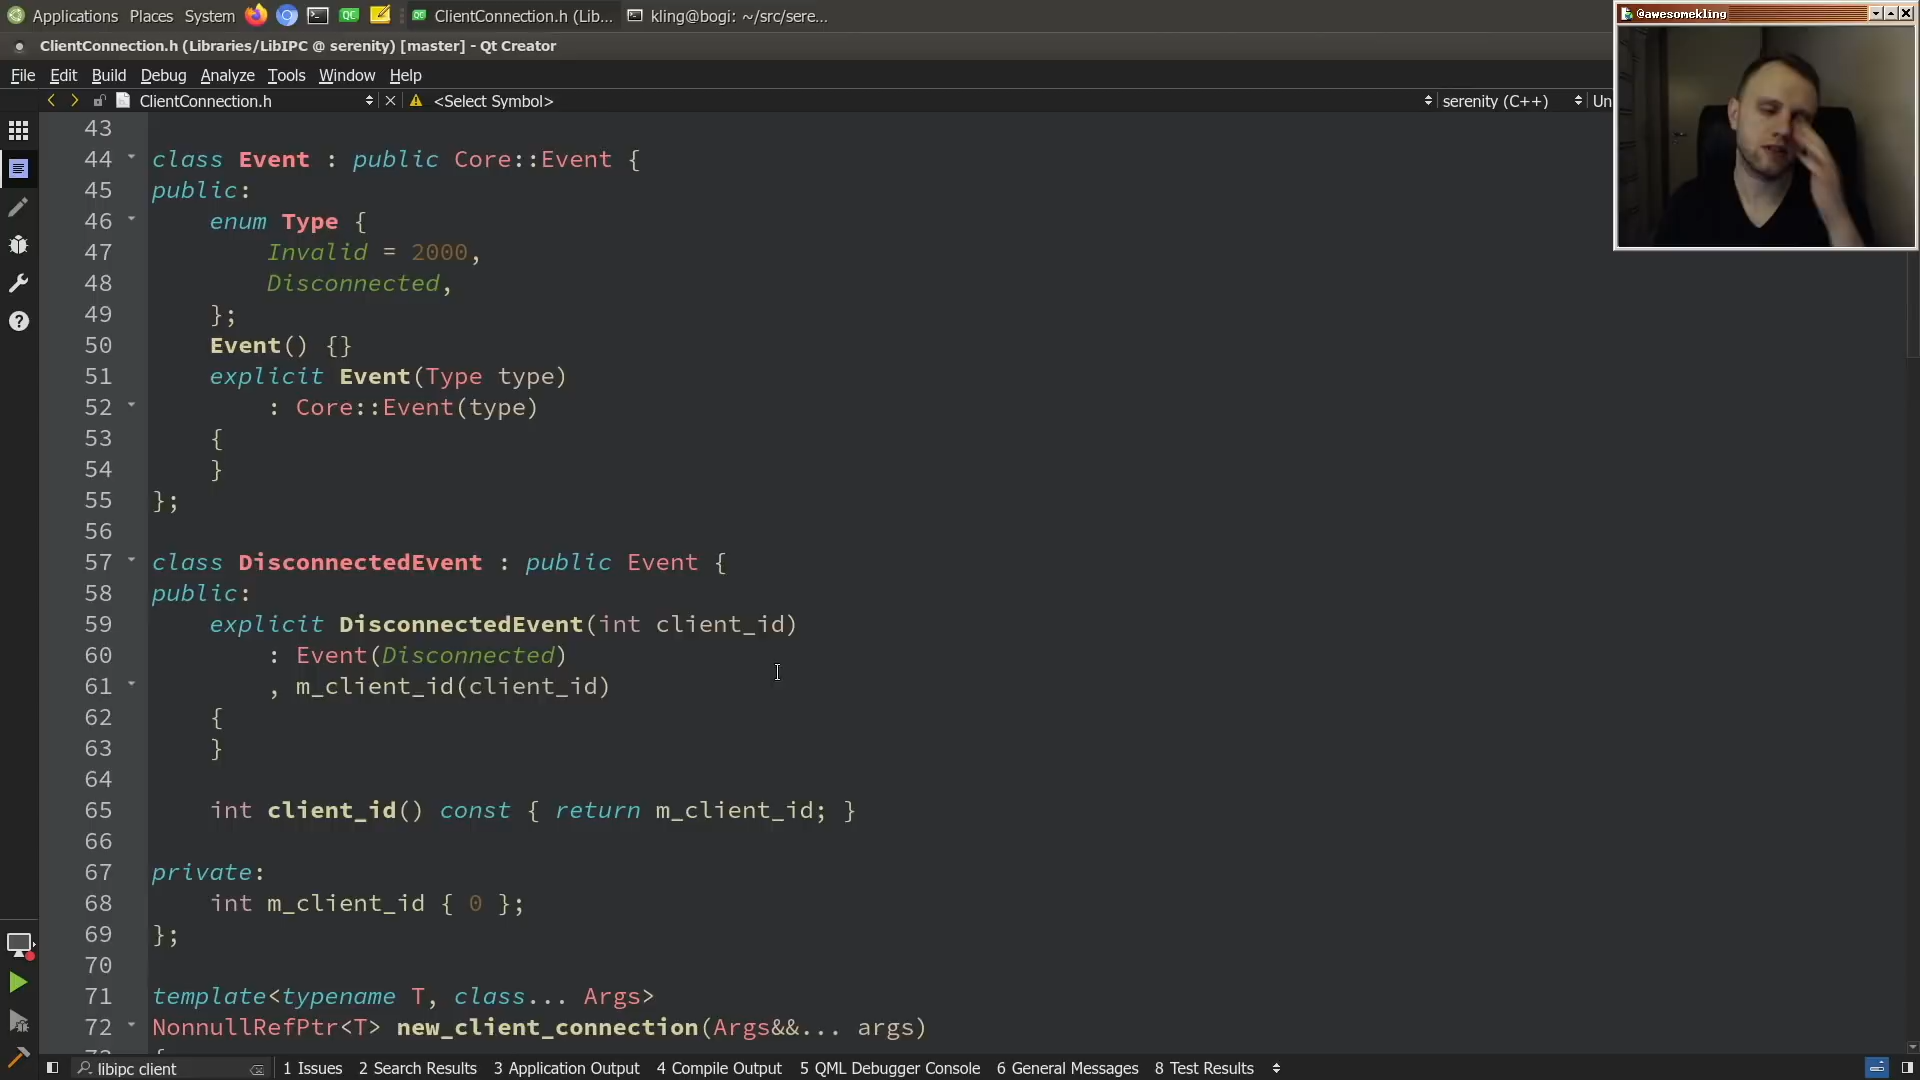 Applications Places System ClientConnection.h (Lib... kling@bogi: ~/src/sere...
@awesomekling
ClientConnection.h (Libraries/LibIPC @ serenity) [master] - Qt Creator
File Edit Build Debug Analyze Tools Window Help
ClientConnection.h <Select Symbol> serenity (C++) Un
43
44 class Event : public Core::Event {
45 public:
46 enum Type {
47 Invalid = 2000,
48 Disconnected,
49 };
50 Event() {}
51 explicit Event(Type type)
52 : Core::Event(type)
53 {
54 }
55 };
56
57 class DisconnectedEvent : public Event {
58 public:
59 explicit DisconnectedEvent(int client_id)
60 : Event(Disconnected)
61 , m_client_id(client_id)
62 {
63 }
64
65 int client_id() const { return m_client_id; }
66
67 private:
68 int m_client_id { 0 };
69 };
70
71 template<typename T, class... Args>
72 NonnullRefPtr<T> new_client_connection(Args&&... args)
libipc client 1 Issues 2 Search Results 3 Application Output 4 Compile Output 5 QML Debugger Console 6 General Messages 8 Test Results